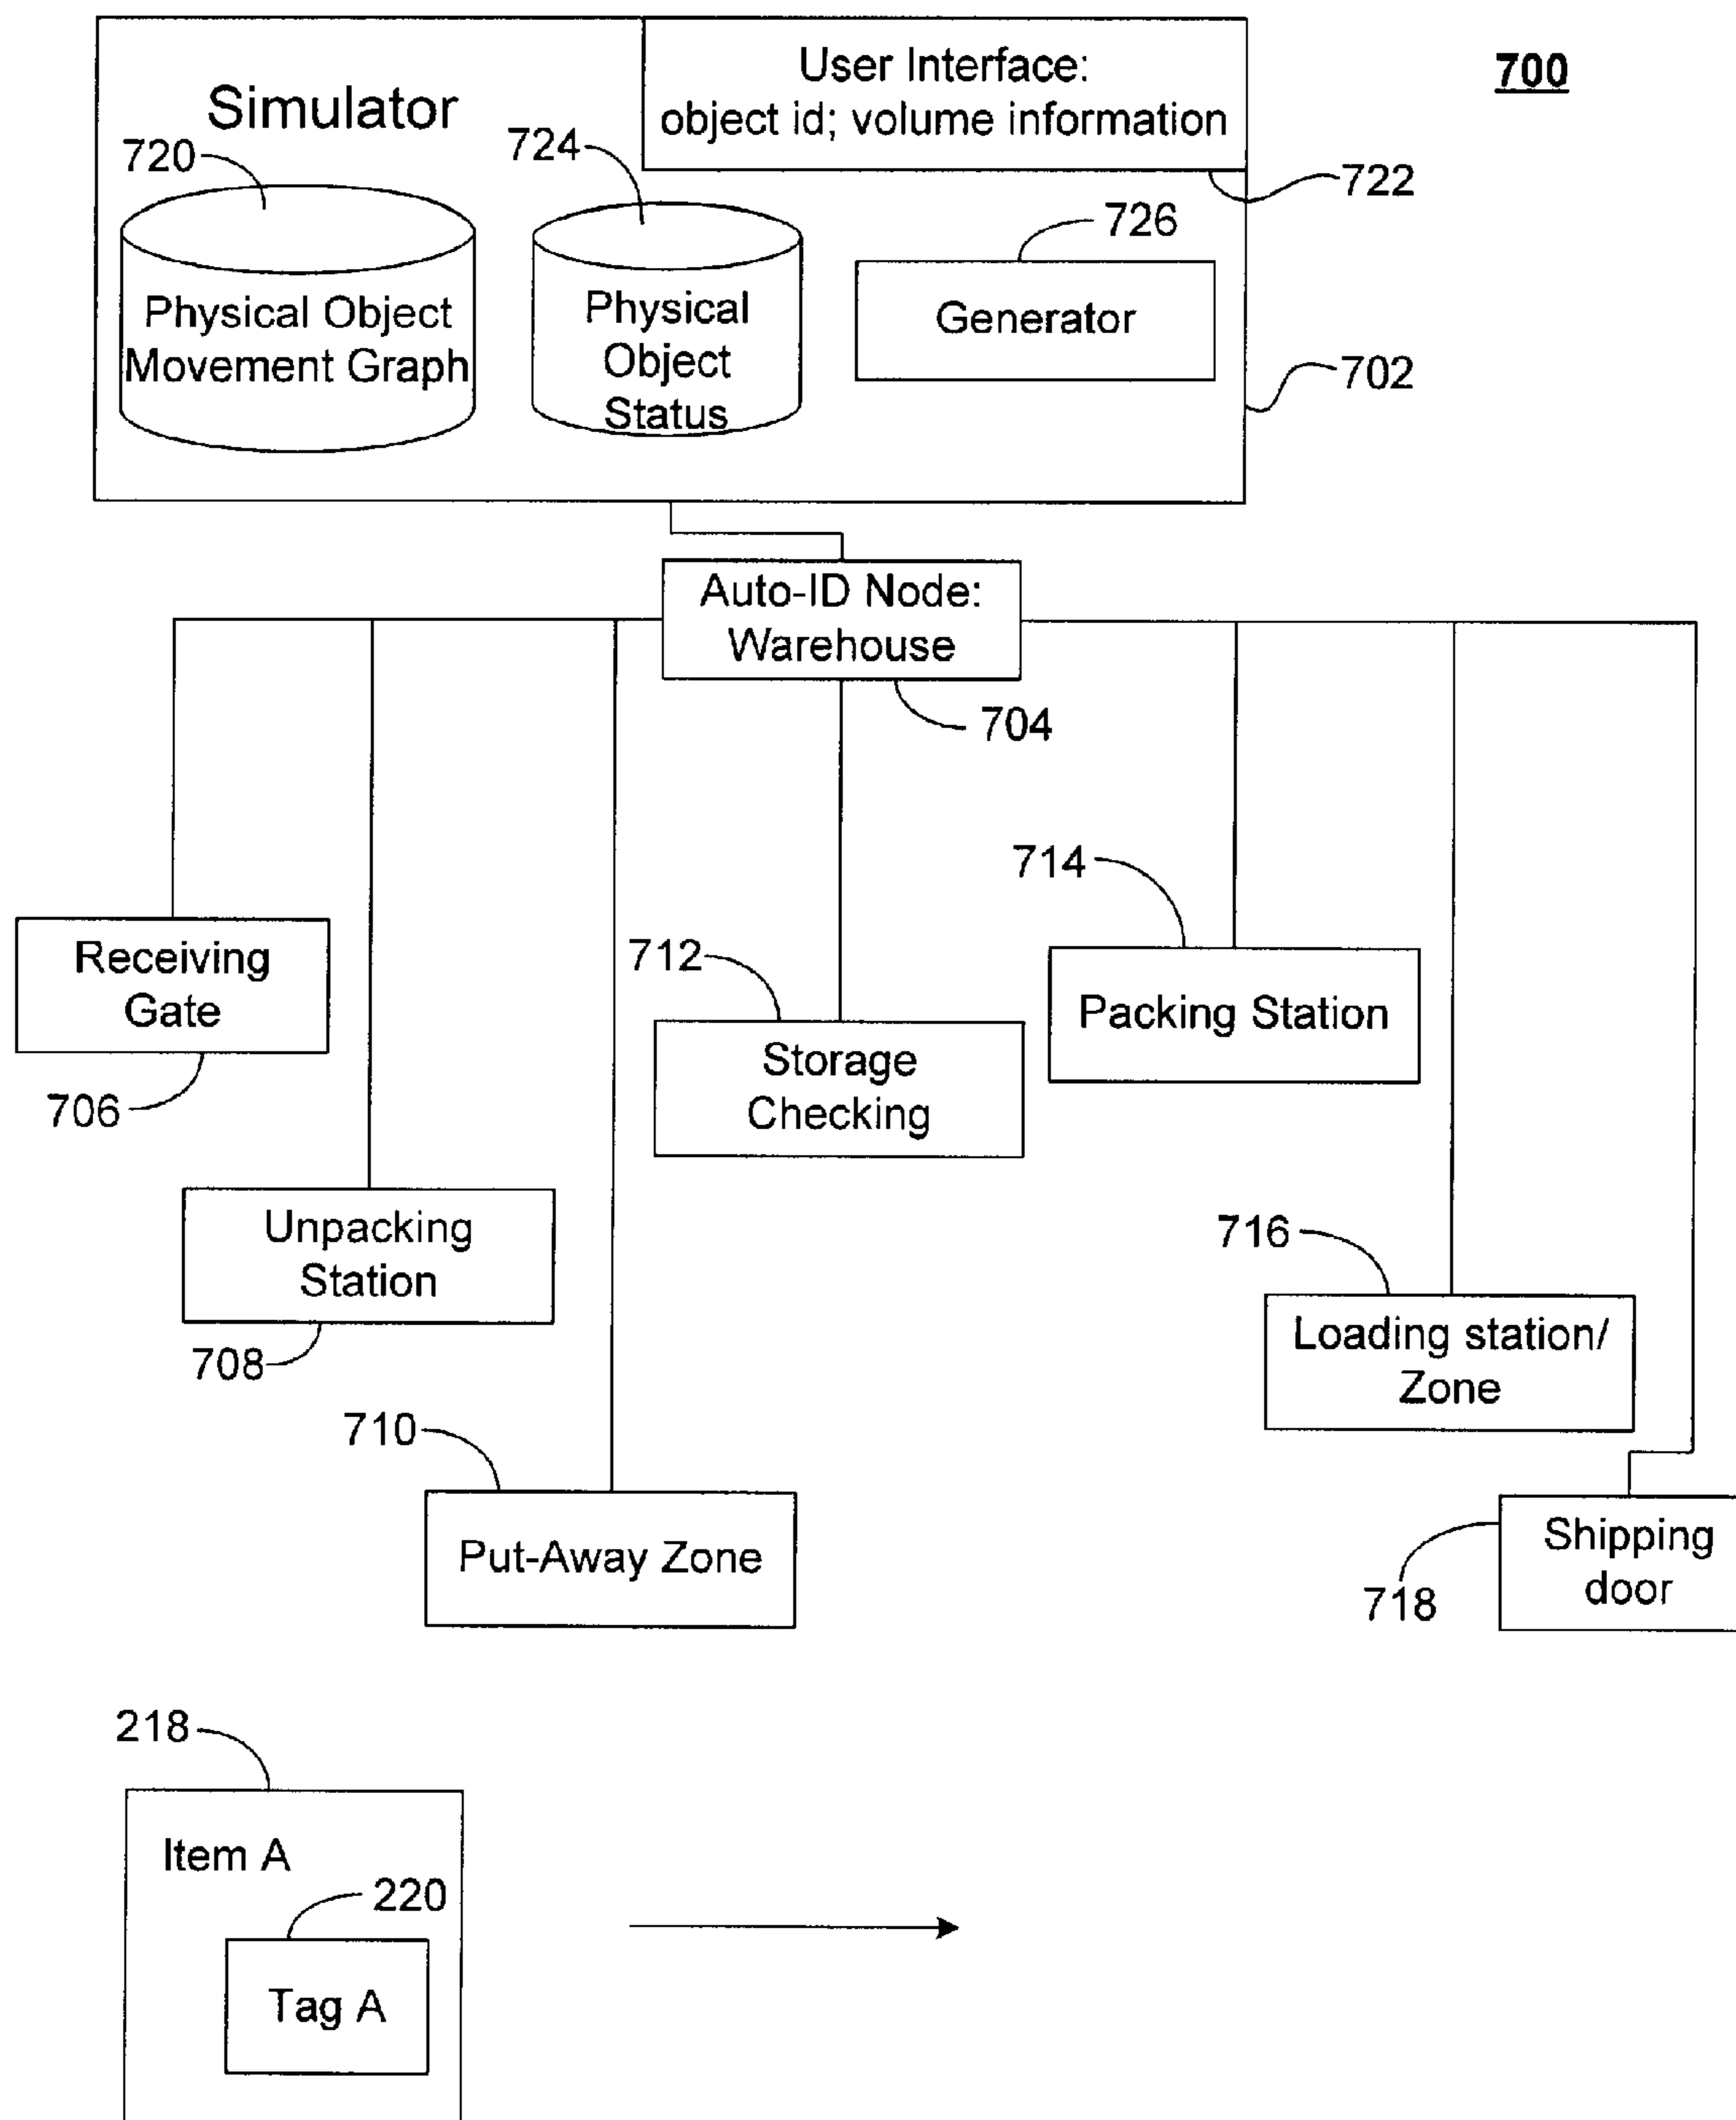 700
User Interface:
object id; volume information
Simulator
720
724
722
726
Physical Object
Movement Graph
Physical
Object
Status
Generator
702
Auto-ID Node:
Warehouse
704
714
Receiving
Gate
712
Packing Station
706
Storage
Checking
Unpacking
Station
716
708
Loading station/
Zone
710
Put-Away Zone
Shipping
door
718
218
Item A
220
Tag A